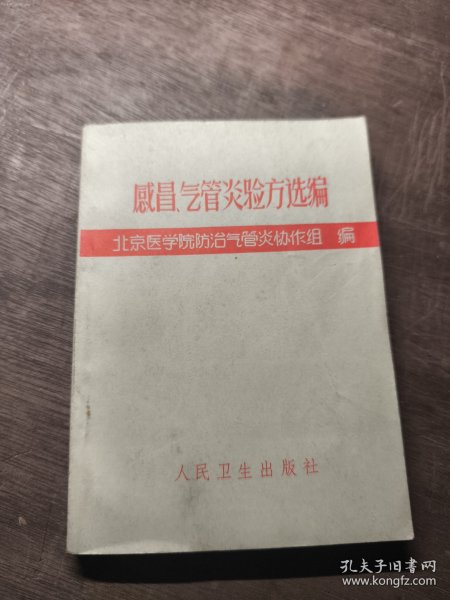 感昌、气管炎验方选编
北京医学院防治气管炎协作组 编
人民卫生出版社
孔夫子旧书网
www.kongfz.com